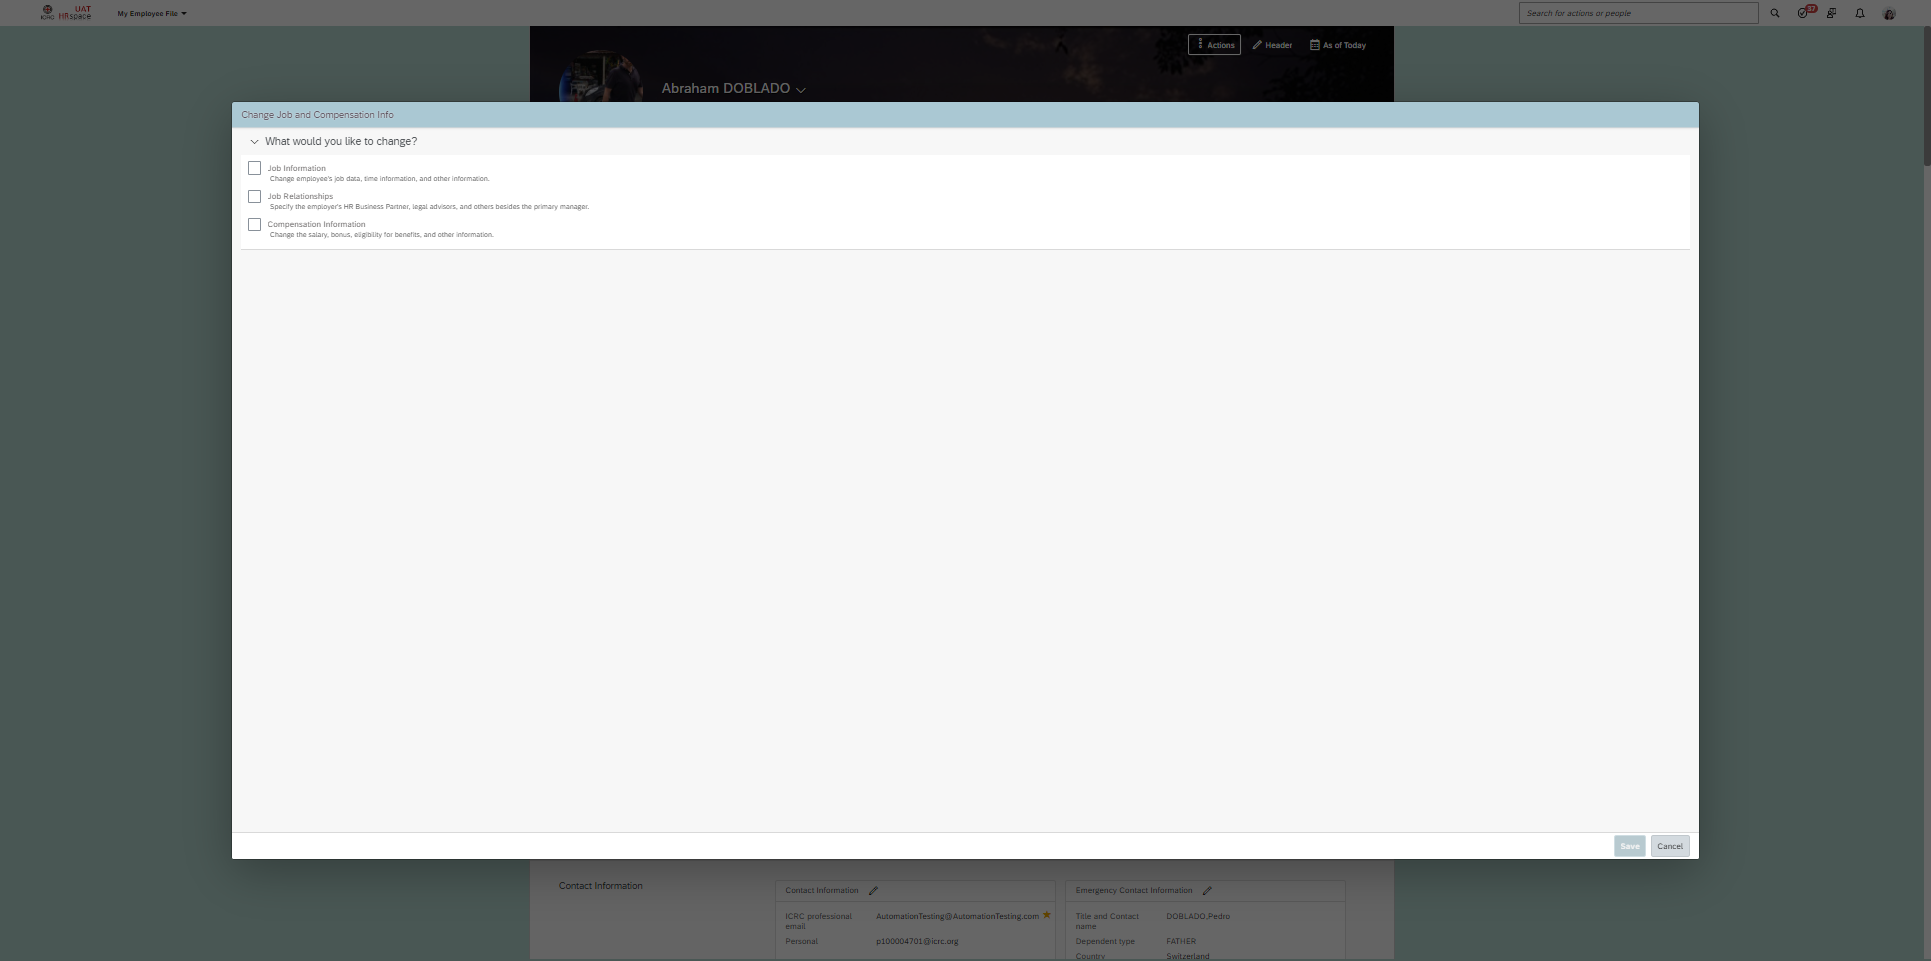 ICRC
UAT
HRspace
My Employee File
Search for actions or people
37
Actions
Header
As of Today
Abraham DOBLADO
Change Job and Compensation Info
What would you like to change?
Job Information
Change employee's job data, time information, and other information.
Job Relationships
Specify the employer's HR Business Partner, legal advisors, and others besides the primary manager.
Compensation Information
Change the salary, bonus, eligibility for benefits, and other information.
Save
Cancel
Contact Information
Contact Information
ICRC professional
email
AutomationTesting@AutomationTesting.com
Personal
p100004701@icrc.org
Emergency Contact Information
Title and Contact
name
DOBLADO,Pedro
Dependent type
FATHER
Country
Switzerland